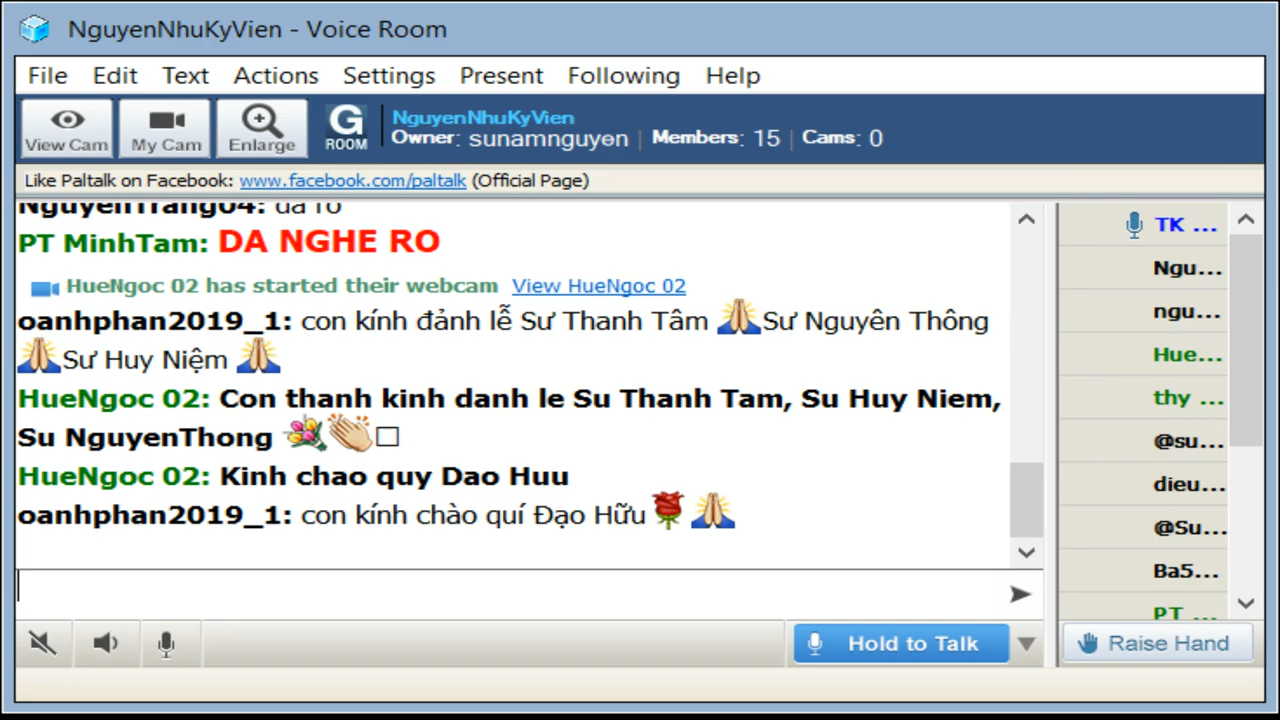 NguyenNhuKyVien - Voice Room
File Edit Text Actions Settings Present Following Help
View Cam My Cam Enlarge G ROOM
NguyenNhuKyVien
Owner: sunamnguyen | Members: 15 | Cams: 0
Like Paltalk on Facebook: www.facebook.com/paltalk (Official Page)
NguyenTrang04: da ro
PT MinhTam: DA NGHE RO
HueNgoc 02 has started their webcam View HueNgoc 02
oanhphan2019_1: con kính đảnh lễ Sư Thanh Tâm 🙏Sư Nguyên Thông
🙏Sư Huy Niệm 🙏
HueNgoc 02: Con thanh kinh danh le Su Thanh Tam, Su Huy Niem,
Su NguyenThong 💐👏□
HueNgoc 02: Kinh chao quy Dao Huu
oanhphan2019_1: con kính chào quí Đạo Hữu🌹🙏
TK ...
Ngu...
ngu...
Hue...
thy ...
@su...
dieu...
@Su...
Ba5...
PT ...
Hold to Talk
Raise Hand